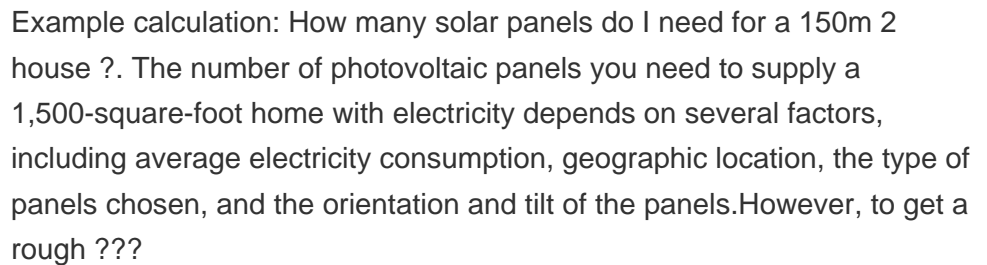 Example calculation: How many solar panels do I need for a 150m 2
house ?. The number of photovoltaic panels you need to supply a
1,500-square-foot home with electricity depends on several factors,
including average electricity consumption, geographic location, the type of
panels chosen, and the orientation and tilt of the panels.However, to get a
rough ???